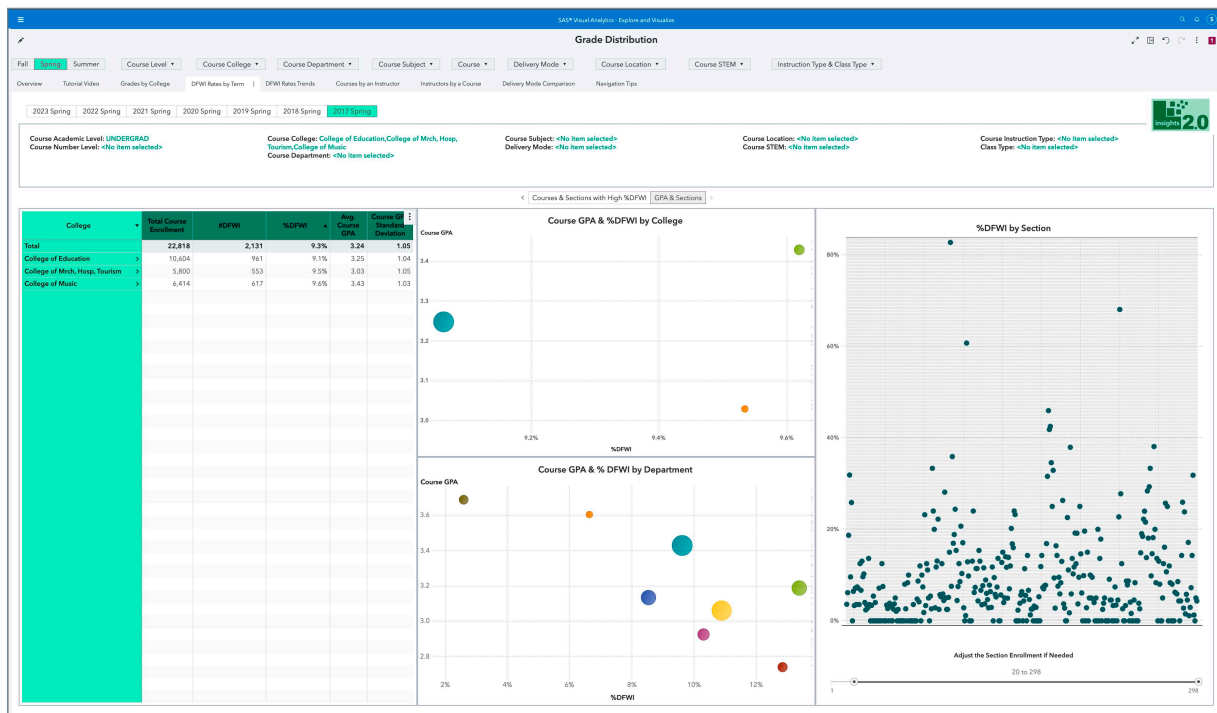 SAS® Visual Analytics - Explore and Visualize
S
Grade Distribution
1
Fall Spring Summer Course Level Course College Course Department Course Subject Course Delivery Mode Course Location Course STEM Instruction Type & Class Type
Overview Tutorial Video Grades by College DFWI Rates by Term DFWI Rates Trends Courses by an Instructor Instructors by a Course Delivery Mode Comparison Navigation Tips
2023 Spring 2022 Spring 2021 Spring 2020 Spring 2019 Spring 2018 Spring 2017 Spring
insights 2.0
Course Academic Level: UNDERGRAD
Course Number Level: <No item selected>
Course College: College of Education,College of Mrch, Hosp,
Tourism,College of Music
Course Department: <No item selected>
Course Subject: <No item selected>
Delivery Mode: <No item selected>
Course Location: <No item selected>
Course STEM: <No item selected>
Course Instruction Type: <No item selected>
Class Type: <No item selected>
Courses & Sections with High %DFWI GPA & Sections
College Total Course Enrollment #DFWI %DFWI Avg. Course GPA Course GP Standard Deviation
Total 22,818 2,131 9.3% 3.24 1.05
College of Education 10,604 961 9.1% 3.25 1.04
College of Mrch, Hosp, Tourism 5,800 553 9.5% 3.03 1.05
College of Music 6,414 617 9.6% 3.43 1.03
Course GPA & %DFWI by College
Course GPA
3.4
3.3
3.2
3.1
3.0
9.2% 9.4% 9.6%
%DFWI
Course GPA & % DFWI by Department
Course GPA
3.6
3.4
3.2
3.0
2.8
2% 4% 6% 8% 10% 12%
%DFWI
%DFWI by Section
80%
60%
40%
20%
0%
Adjust the Section Enrollment if Needed
20 to 298
1 298